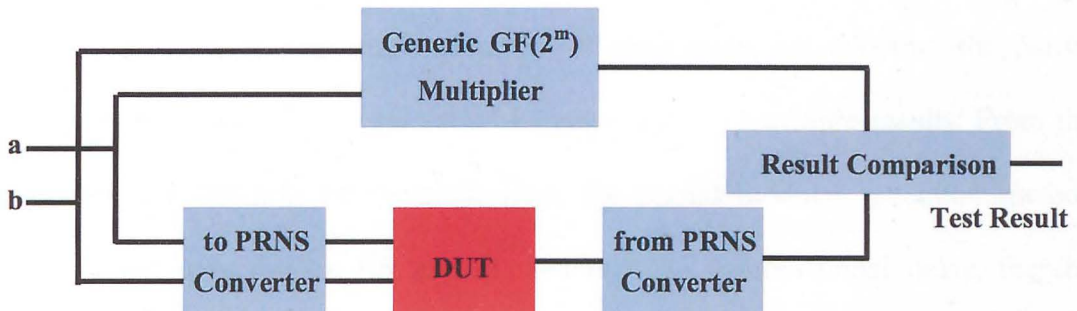 Generic GF(2^m)
Multiplier
a
b
Result Comparison
Test Result
to PRNS
Converter
DUT
from PRNS
Converter